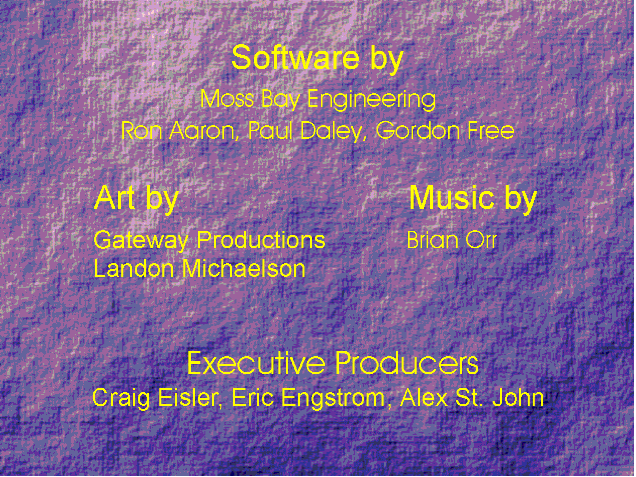 Software by
Moss Bay Engineering
Ron Aaron, Paul Daley, Gordon Free
Art by
Gateway Productions
Landon Michaelson
Music by
Brian Orr
Executive Producers
Craig Eisler, Eric Engstrom, Alex St. John